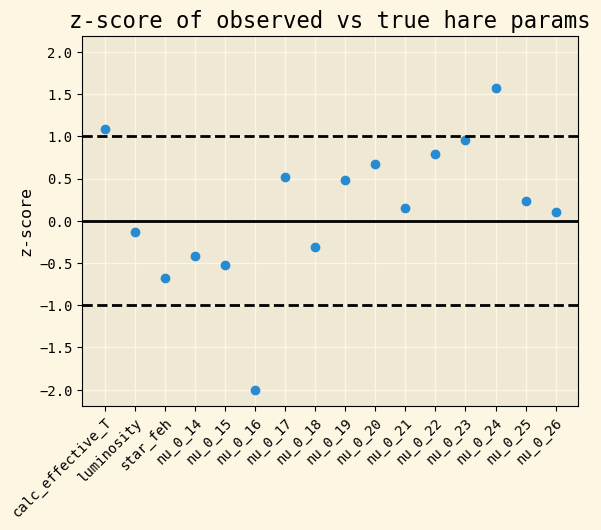 z-score of observed vs true hare params
z-score
2.0
1.5
1.0
0.5
0.0
−0.5
−1.0
−1.5
−2.0
calc_effective_T
luminosity
star_feh
nu_0_14
nu_0_15
nu_0_16
nu_0_17
nu_0_18
nu_0_19
nu_0_20
nu_0_21
nu_0_22
nu_0_23
nu_0_24
nu_0_25
nu_0_26